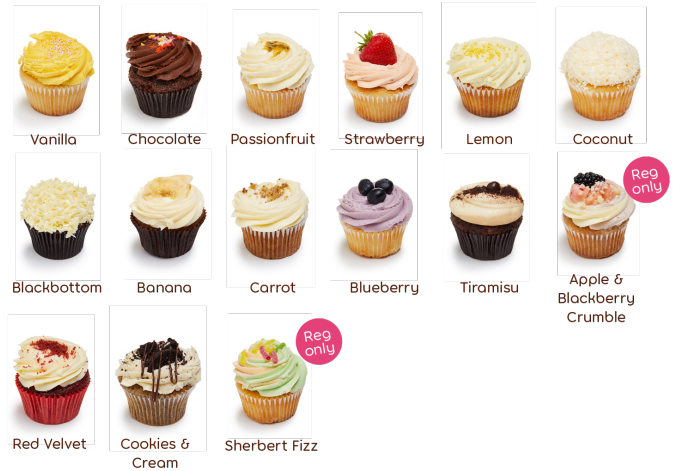 Vanilla
Chocolate
Passionfruit
Strawberry
Lemon
Coconut
Reg
only
Blackbottom
Banana
Carrot
Blueberry
Tiramisu
Apple &
Blackberry
Crumble
Reg
only
Red Velvet
Cookies &
Cream
Sherbert Fizz